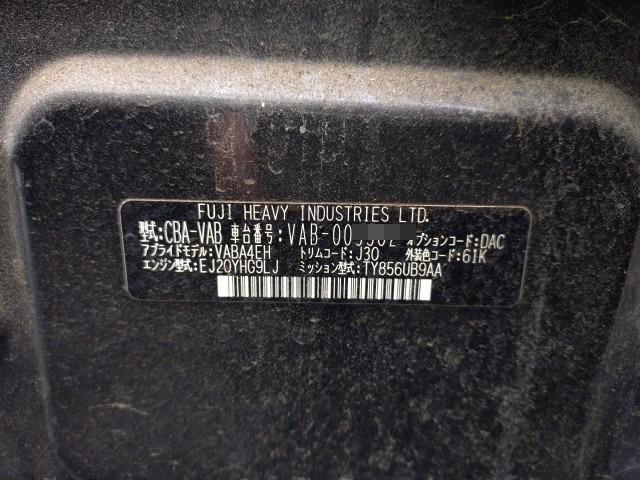 FUJI HEAVY INDUSTRIES LTD.
型式:CBA-VAB 車台番号: オプションコード:DAC
アプライドモデル:VABA4EH トリムコード:J30 外装色コード:61K
エンジン型式:EJ20YHG9LJ ミッション型式:TY856UB9AA